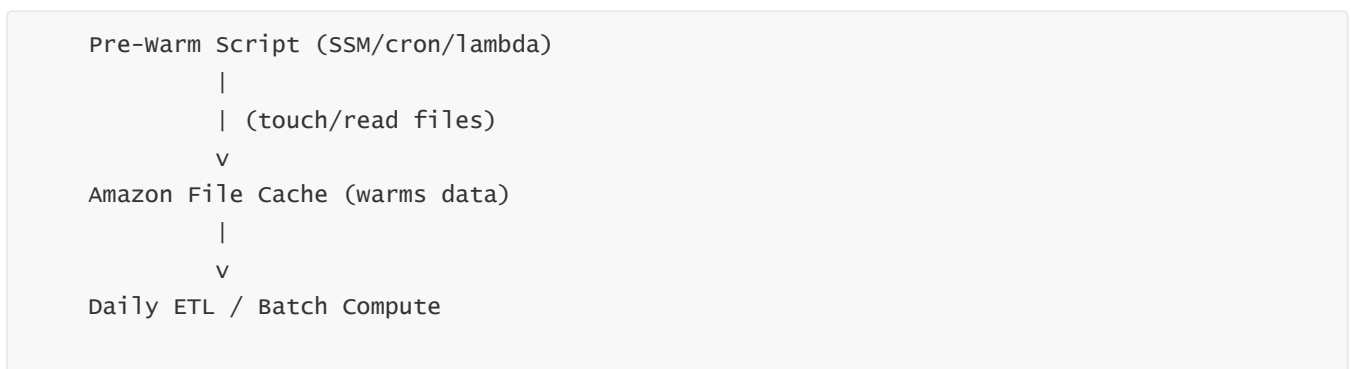 Pre-Warm Script (SSM/cron/lambda)
|
| (touch/read files)
v
Amazon File Cache (warms data)
|
v
Daily ETL / Batch Compute